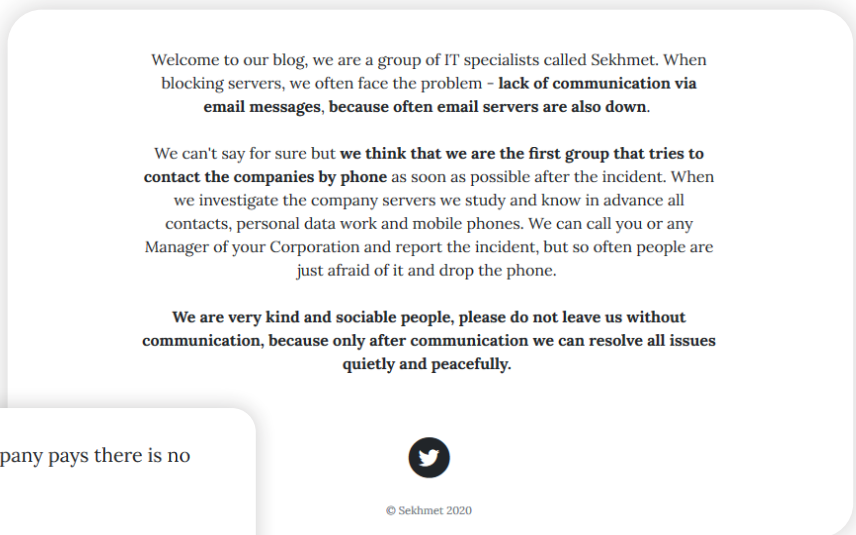 Welcome to our blog, we are a group of IT specialists called Sekhmet. When
blocking servers, we often face the problem - lack of communication via
email messages, because often email servers are also down.
We can't say for sure but we think that we are the first group that tries to
contact the companies by phone as soon as possible after the incident. When
we investigate the company servers we study and know in advance all
contacts, personal data work and mobile phones. We can call you or any
Manager of your Corporation and report the incident, but so often people are
just afraid of it and drop the phone.
We are very kind and sociable people, please do not leave us without
communication, because only after communication we can resolve all issues
quietly and peacefully.
pany pays there is no
© Sekhmet 2020